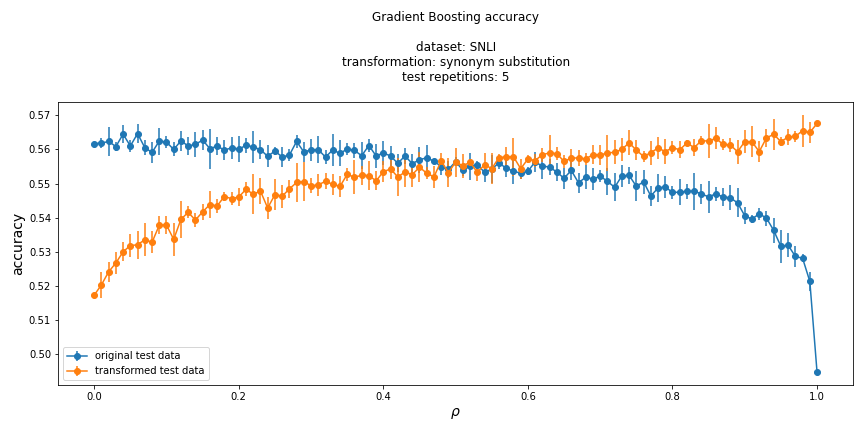 Gradient Boosting accuracy
dataset: SNLI
transformation: synonym substitution
test repetitions: 5
accuracy
0.57
0.56
0.55
0.54
0.53
0.52
0.51
0.50
original test data
transformed test data
0.0 0.2 0.4 0.6 0.8 1.0
ρ